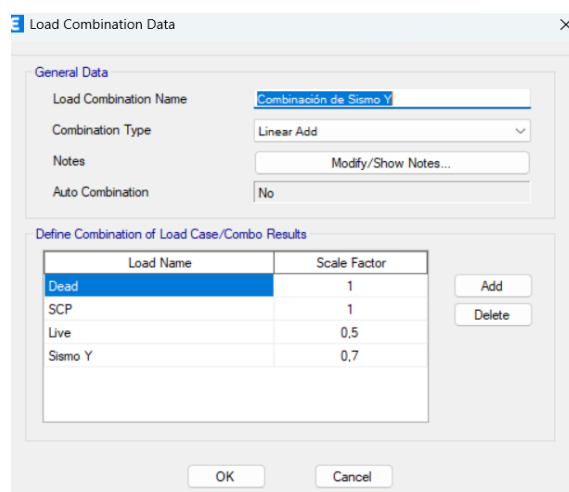 Load Combination Data
General Data
Load Combination Name Combinación de Sismo Y
Combination Type Linear Add
Notes Modify/Show Notes...
Auto Combination No
Define Combination of Load Case/Combo Results
Load Name Scale Factor
Dead 1 Add
SCP 1 Delete
Live 0,5
Sismo Y 0,7
OK Cancel